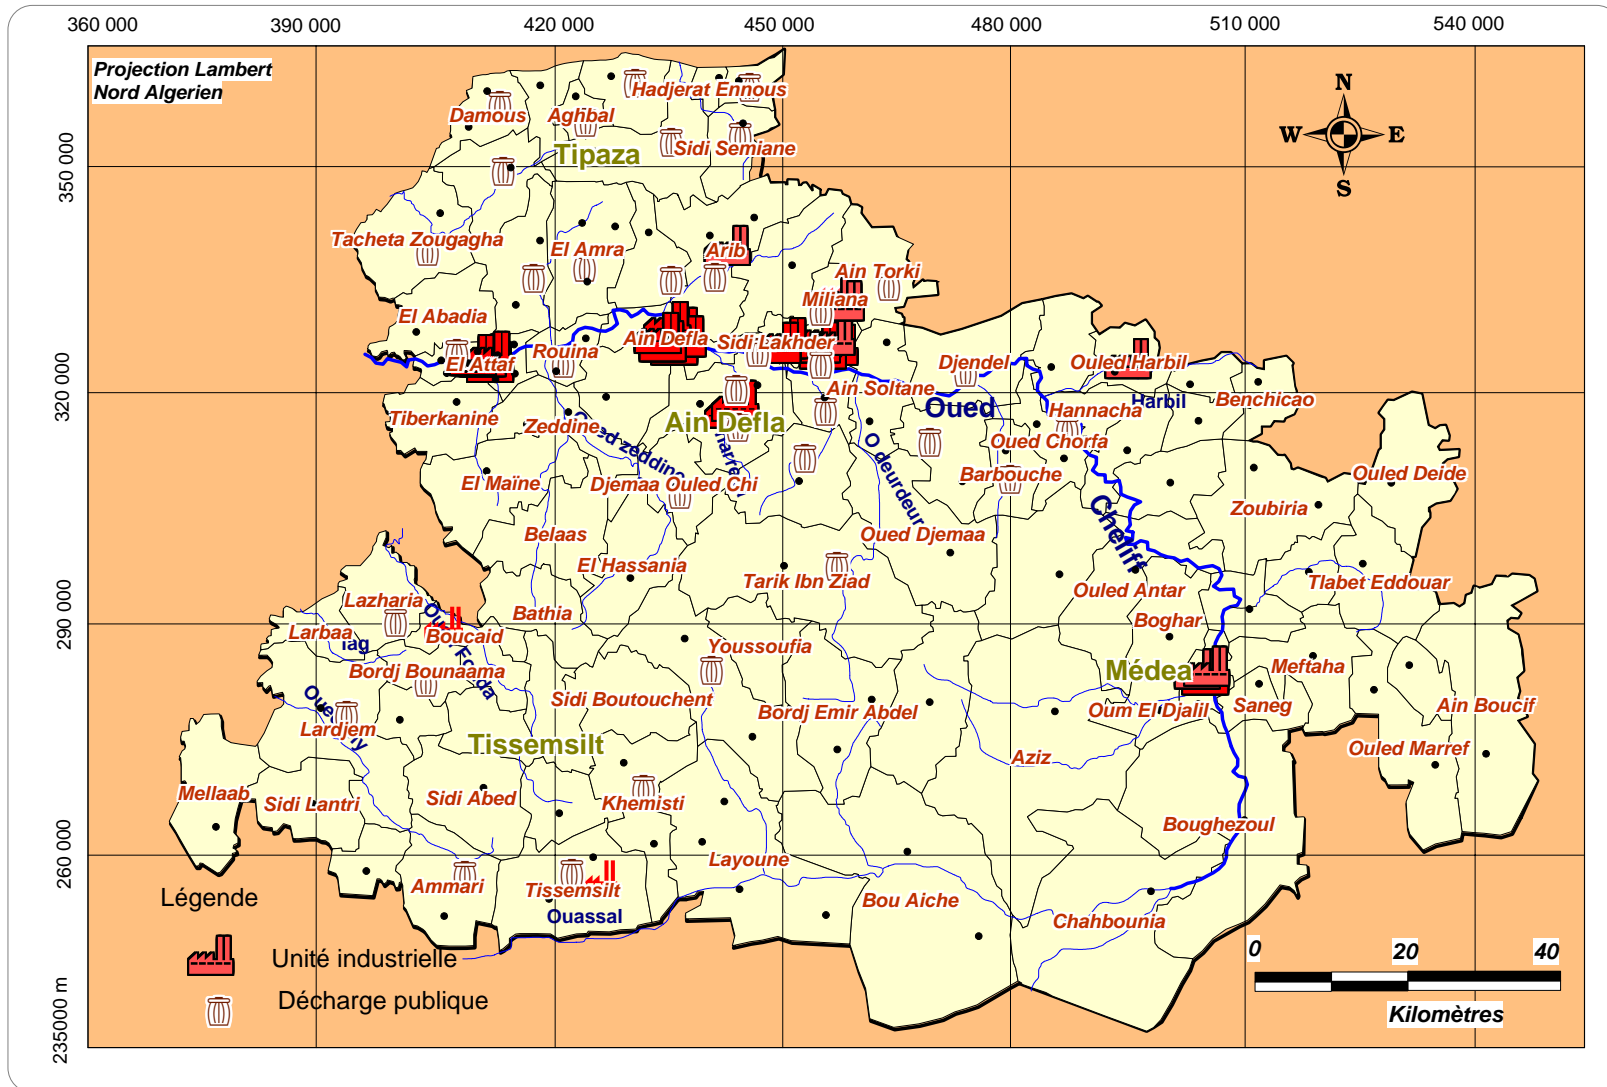 360 000 390 000 420 000 450 000 480 000 510 000 540 000
Projection Lambert
Nord Algerien
N
W E
S
350 000
320 000
290 000
260 000
235000 m
Hadjerat Ennous
Damous Aghbal
Sidi Semiane
Tipaza
Tacheta Zougagha El Amra Arib
Ain Torki
Miliana
El Abadia
Ain Defla Sidi Lakhder
Rouina
El Attaf Djendel Ouled Harbil
Ain Soltane
Harbil Benchicao
Oued Hannacha
Tiberkanine Zeddine Ain Defla
Oued Chorfa
Oued zeddina
harre
O deurdeur
Barbouche Ouled Deide
El Maïne Djemaa Ouled Chi
Zoubiria
Cheliff
Belaas Oued Djemaa
El Hassania Tarik Ibn Ziad Tlabet Eddouar
Ouled Antar
Lazharia Bathia Boghar
Larbaa Boucaid
Iag Youssoufia
Bordj Bounaama Médea Meftaha
Sidi Boutouchent Bordj Emir Abdel Oum El Djalil Saneg Ain Boucif
Lardjem
Tissemsilt Ouled Marref
Aziz
Mellaab Sidi Lantri Sidi Abed Khemisti
Boughezoul
Layoune
Ammari Tissemsilt
Bou Aiche
Ouassal Chahbounia
Légende
Unité industrielle
Décharge publique
0 20 40
Kilomètres